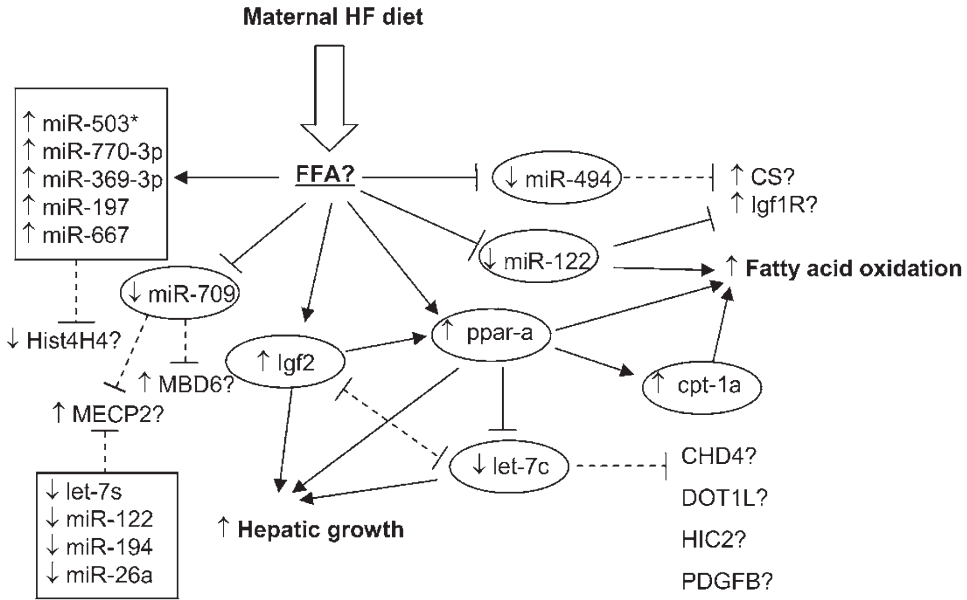 Maternal HF diet
↑ miR-503*
↑ miR-770-3p
↑ miR-369-3p
↑ miR-197
↑ miR-667
FFA?
↓ miR-494
↑ CS?
↑ Igf1R?
↓ miR-122
↑ Fatty acid oxidation
↓ miR-709
↓ Hist4H4?
↑ Igf2
↑ ppar-a
↑ MBD6?
↑ cpt-1a
↑ MECP2?
↓ let-7c
CHD4?
DOT1L?
HIC2?
PDGFB?
↓ let-7s
↓ miR-122
↓ miR-194
↓ miR-26a
↑ Hepatic growth